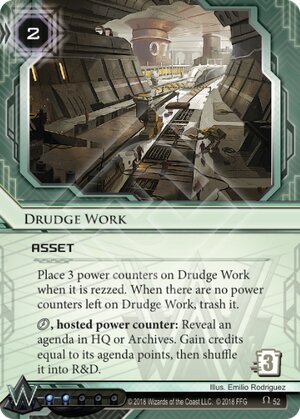 2
07
DRUDGE WORK
ASSET
Place 3 power counters on Drudge Work
when it is rezzed. When there are no power
counters left on Drudge Work, trash it.
, hosted power counter: Reveal an
agenda in HQ or Archives. Gain credits
equal to its agenda points, then shuffle
it into R&D.
3
Illus. Emilio Rodriguez
© 2018 Wizards of the Coast LLC. © 2018 FFG
52